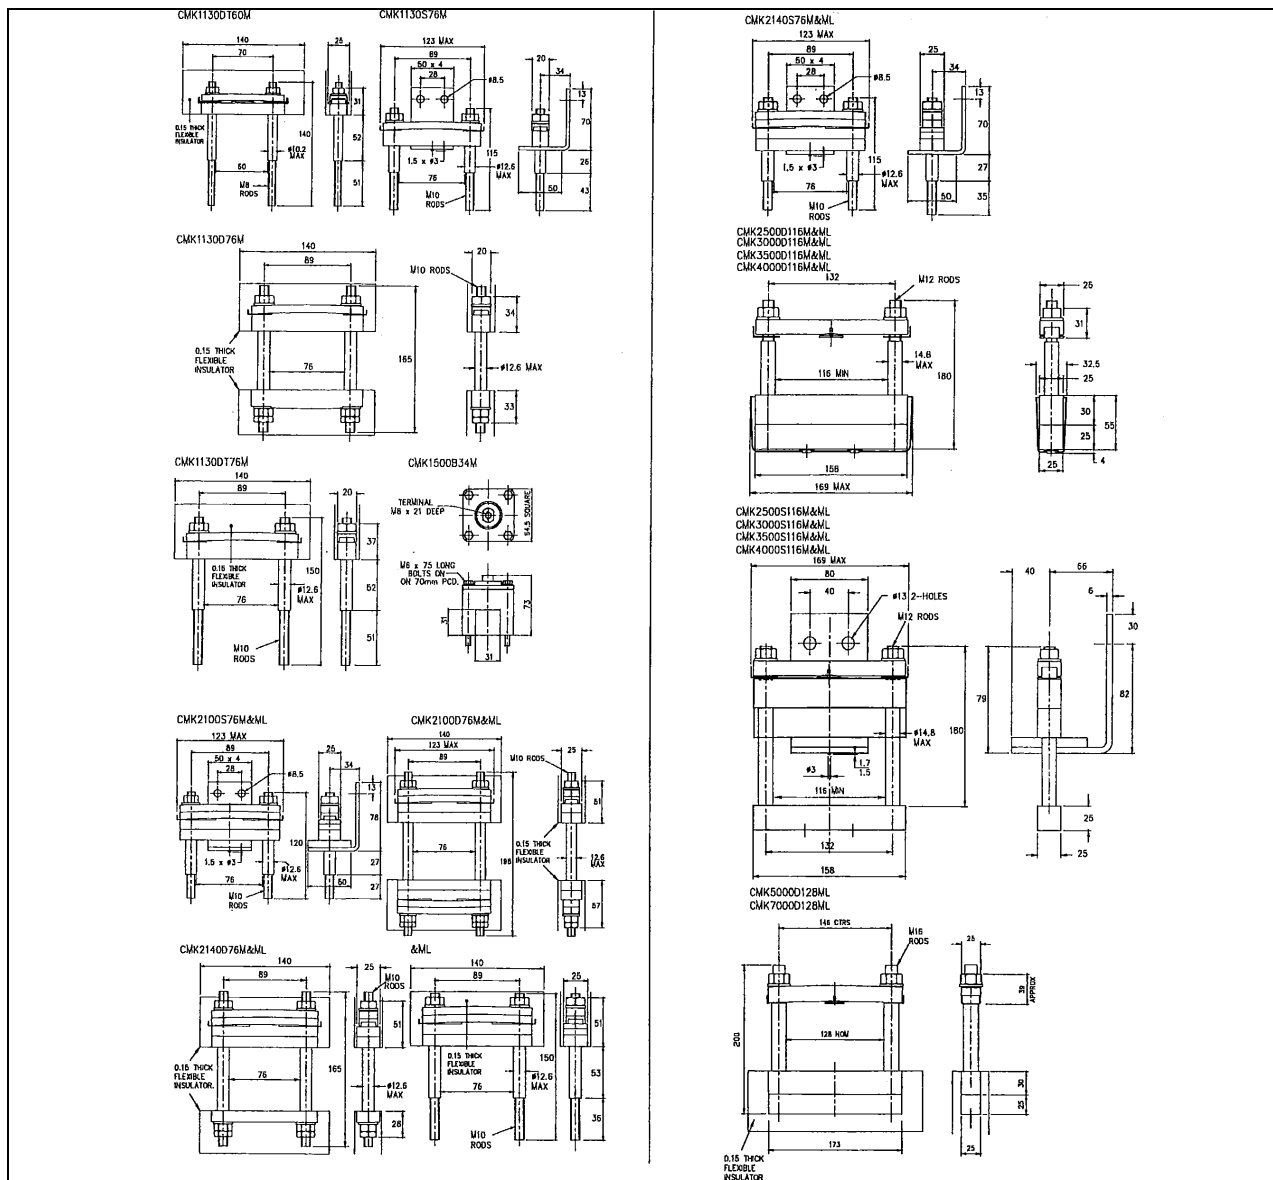 CMK1130DT60M
140
70
25
0.15 THICK
FLEXIBLE
INSULATOR
60
ø10.2
MAX
M8
RODS
140
31
52
51
CMK1130S76M
123 MAX
89
50 x 4
28
ø8.5
1.5 x ø3
76
115
ø12.6
MAX
M10
RODS
20
34
13
70
26
43
50
CMK1130D76M
140
89
0.15 THICK
FLEXIBLE
INSULATOR
76
165
20
M10 RODS
34
ø12.6 MAX
33
CMK1130DT76M
140
89
20
0.15 THICK
FLEXIBLE
INSULATOR
150
ø12.6
MAX
76
M10
RODS
37
52
51
CMK1500B34M
TERMINAL
M8 x 21 DEEP
54.5 SQUARE
M6 x 75 LONG
BOLTS ON
ON 70mm PCD.
31
73
31
CMK2100S76M&ML
123 MAX
89
50 x 4
28
ø8.5
1.5 x ø3
76
120
ø12.6
MAX
M10
RODS
25
34
13
78
27
27
CMK2100D76M&ML
140
123 MAX
89
76
0.15 THICK
FLEXIBLE
INSULATOR
M10 RODS
25
51
12.6
MAX
57
CMK2140D76M&ML
140
89
0.15 THICK
FLEXIBLE
INSULATOR.
76
165
25
M10
RODS
51
ø12.6
MAX
28
&ML
140
89
0.15 THICK
FLEXIBLE
INSULATOR
150
ø12.6
MAX
76
M10
RODS
25
51
53
36
CMK2140S76M&ML
123 MAX
89
50 x 4
28
ø8.5
1.5 x ø3
76
115
ø12.6
MAX
M10
RODS
25
34
13
70
27
35
50
CMK2500D116M&ML
CMK3000D116M&ML
CMK3500D116M&ML
CMK4000D116M&ML
132
M12 RODS
14.8
MAX
116 MIN
180
156
169 MAX
25
31
32.5
25
30
25
55
4
25
CMK2500S116M&ML
CMK3000S116M&ML
CMK3500S116M&ML
CMK4000S116M&ML
169 MAX
80
40
ø13 2-HOLES
M12 RODS
ø14.8
MAX
1.7
1.5
ø3
116 MIN
180
132
158
40
66
6
30
79
82
25
25
CMK5000D128ML
CMK7000D128ML
146 CTRS
M16
RODS
200
128 NOM
173
0.15 THICK
FLEXIBLE
INSULATOR
25
39
APPROX
30
25
25